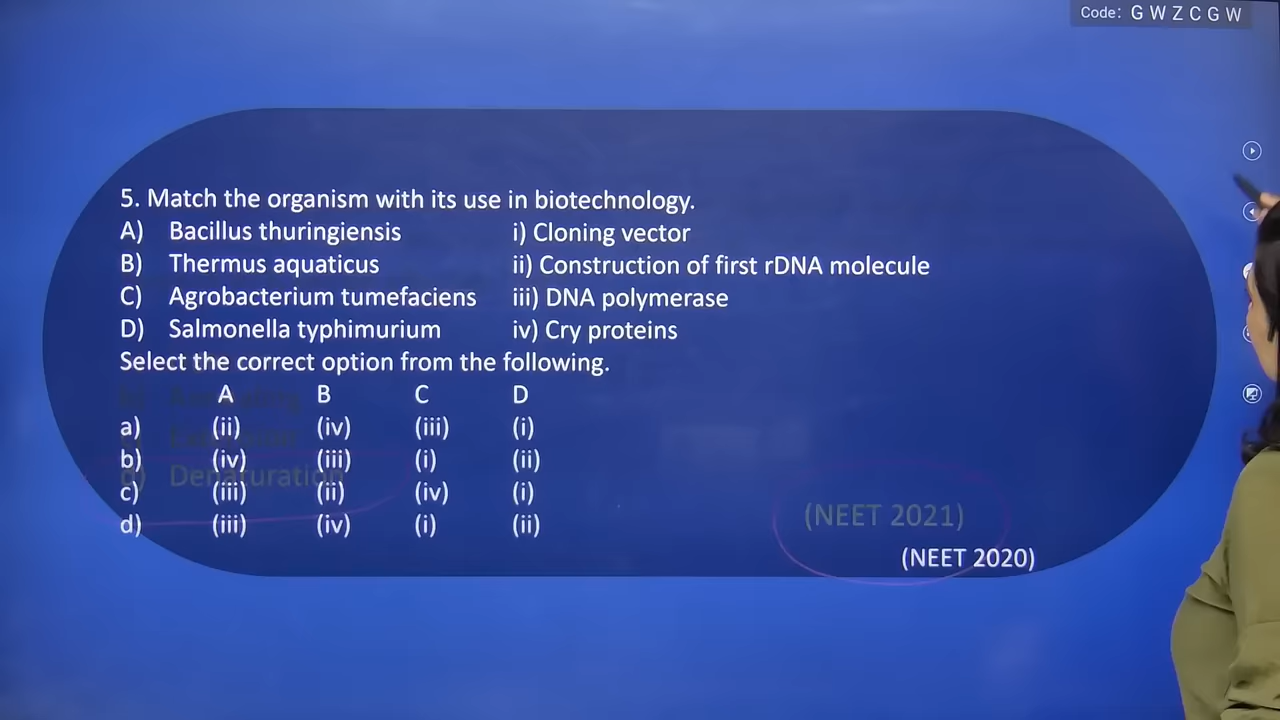 Code: G W Z C G W
5. Match the organism with its use in biotechnology.
A) Bacillus thuringiensis i) Cloning vector
B) Thermus aquaticus ii) Construction of first rDNA molecule
C) Agrobacterium tumefaciens iii) DNA polymerase
D) Salmonella typhimurium iv) Cry proteins
Select the correct option from the following.
A B C D
a) (ii) (iv) (iii) (i)
b) (iv) (iii) (i) (ii)
Denaturation
c) (iii) (ii) (iv) (i)
d) (iii) (iv) (i) (ii)
(NEET 2021)
(NEET 2020)